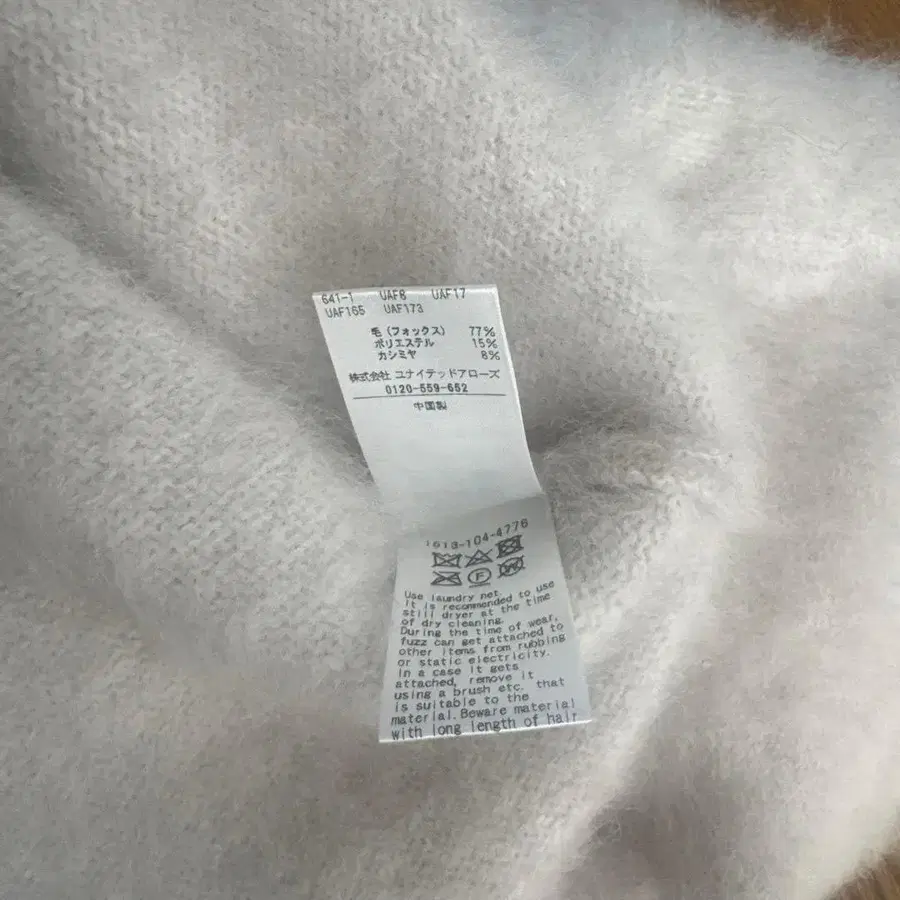 641-1 UAF8 UAF17
UAF165 UAF173
毛(フォックス) 77%
ポリエステル 15%
カシミヤ 8%
株式会社 ユナイテッドアローズ
0120-559-652
中国製
1613-104-4776
F
W
Use laundry net.
It is recommended to use
still dryer at the time
of dry cleaning.
During the time of wear,
fuzz can get attached to
other items from rubbing
or static electricity.
In a case it gets
attached, remove it
using a brush etc. that
is suitable to the
material. Beware material
with long length of hair